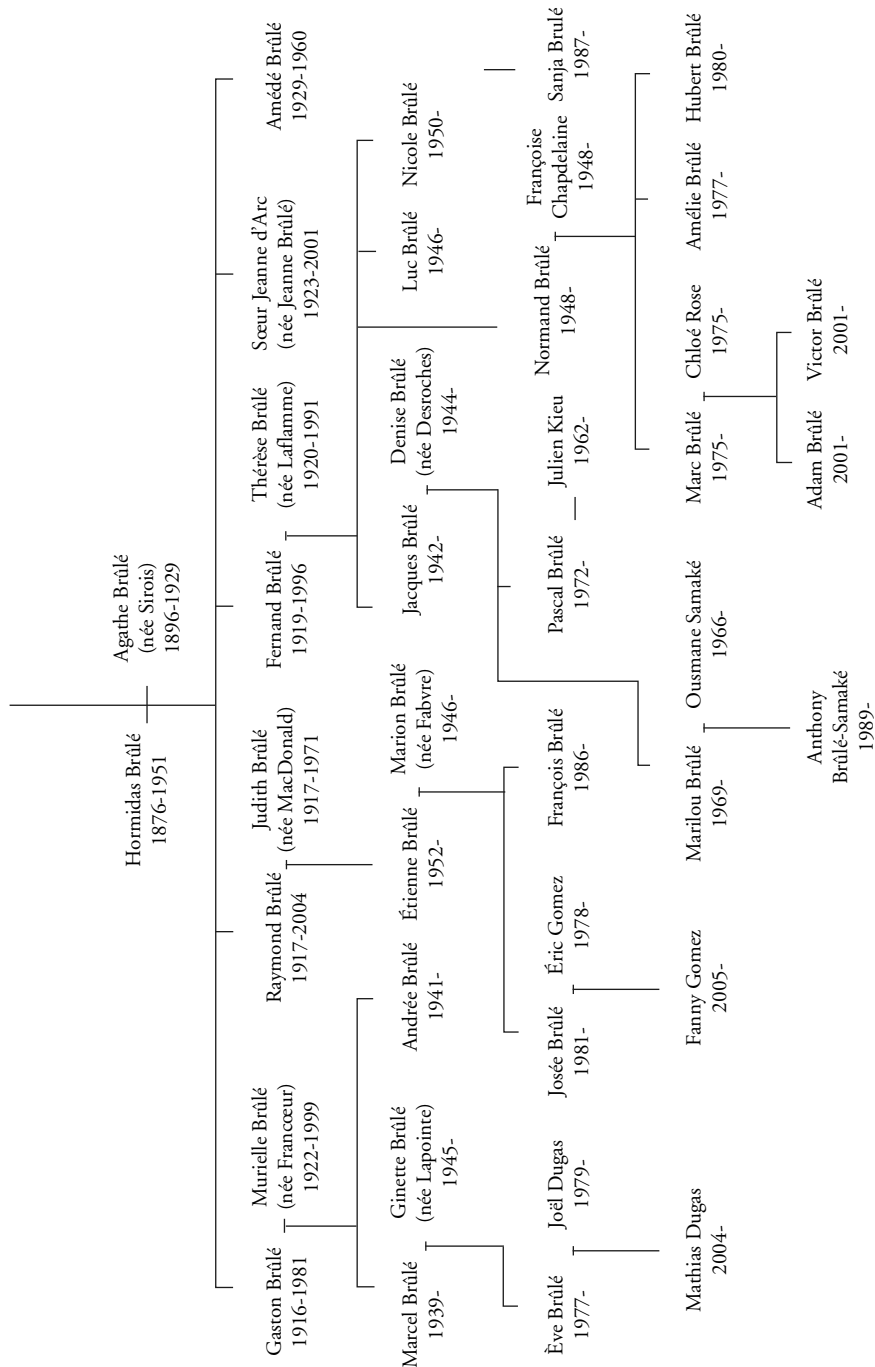 Hormidas Brûlé
1876-1951
Agathe Brûlé
(née Sirois)
1896-1929
Gaston Brûlé
1916-1981
Murielle Brûlé
(née Francœur)
1922-1999
Raymond Brûlé
1917-2004
Judith Brûlé
(née MacDonald)
1917-1971
Fernand Brûlé
1919-1996
Thérèse Brûlé
(née Laflamme)
1920-1991
Sœur Jeanne d'Arc
(née Jeanne Brûlé)
1923-2001
Amédé Brûlé
1929-1960
Marcel Brûlé
1939-
Ginette Brûlé
(née Lapointe)
1945-
Andrée Brûlé
1941-
Étienne Brûlé
1952-
Marion Brûlé
(née Fabvre)
1946-
Jacques Brûlé
1942-
Denise Brûlé
(née Desroches)
1944-
Luc Brûlé
1946-
Nicole Brûlé
1950-
Ève Brûlé
1977-
Joël Dugas
1979-
Josée Brûlé
1981-
Éric Gomez
1978-
François Brûlé
1986-
Pascal Brûlé
1972-
Julien Kieu
1962-
Normand Brûlé
1948-
Françoise
Chapdelaine
1948-
Sanja Brulé
1987-
Mathias Dugas
2004-
Fanny Gomez
2005-
Marilou Brûlé
1969-
Ousmane Samaké
1966-
Marc Brûlé
1975-
Chloé Rose
1975-
Amélie Brûlé
1977-
Hubert Brûlé
1980-
Anthony
Brûlé-Samaké
1989-
Adam Brûlé
2001-
Victor Brûlé
2001-